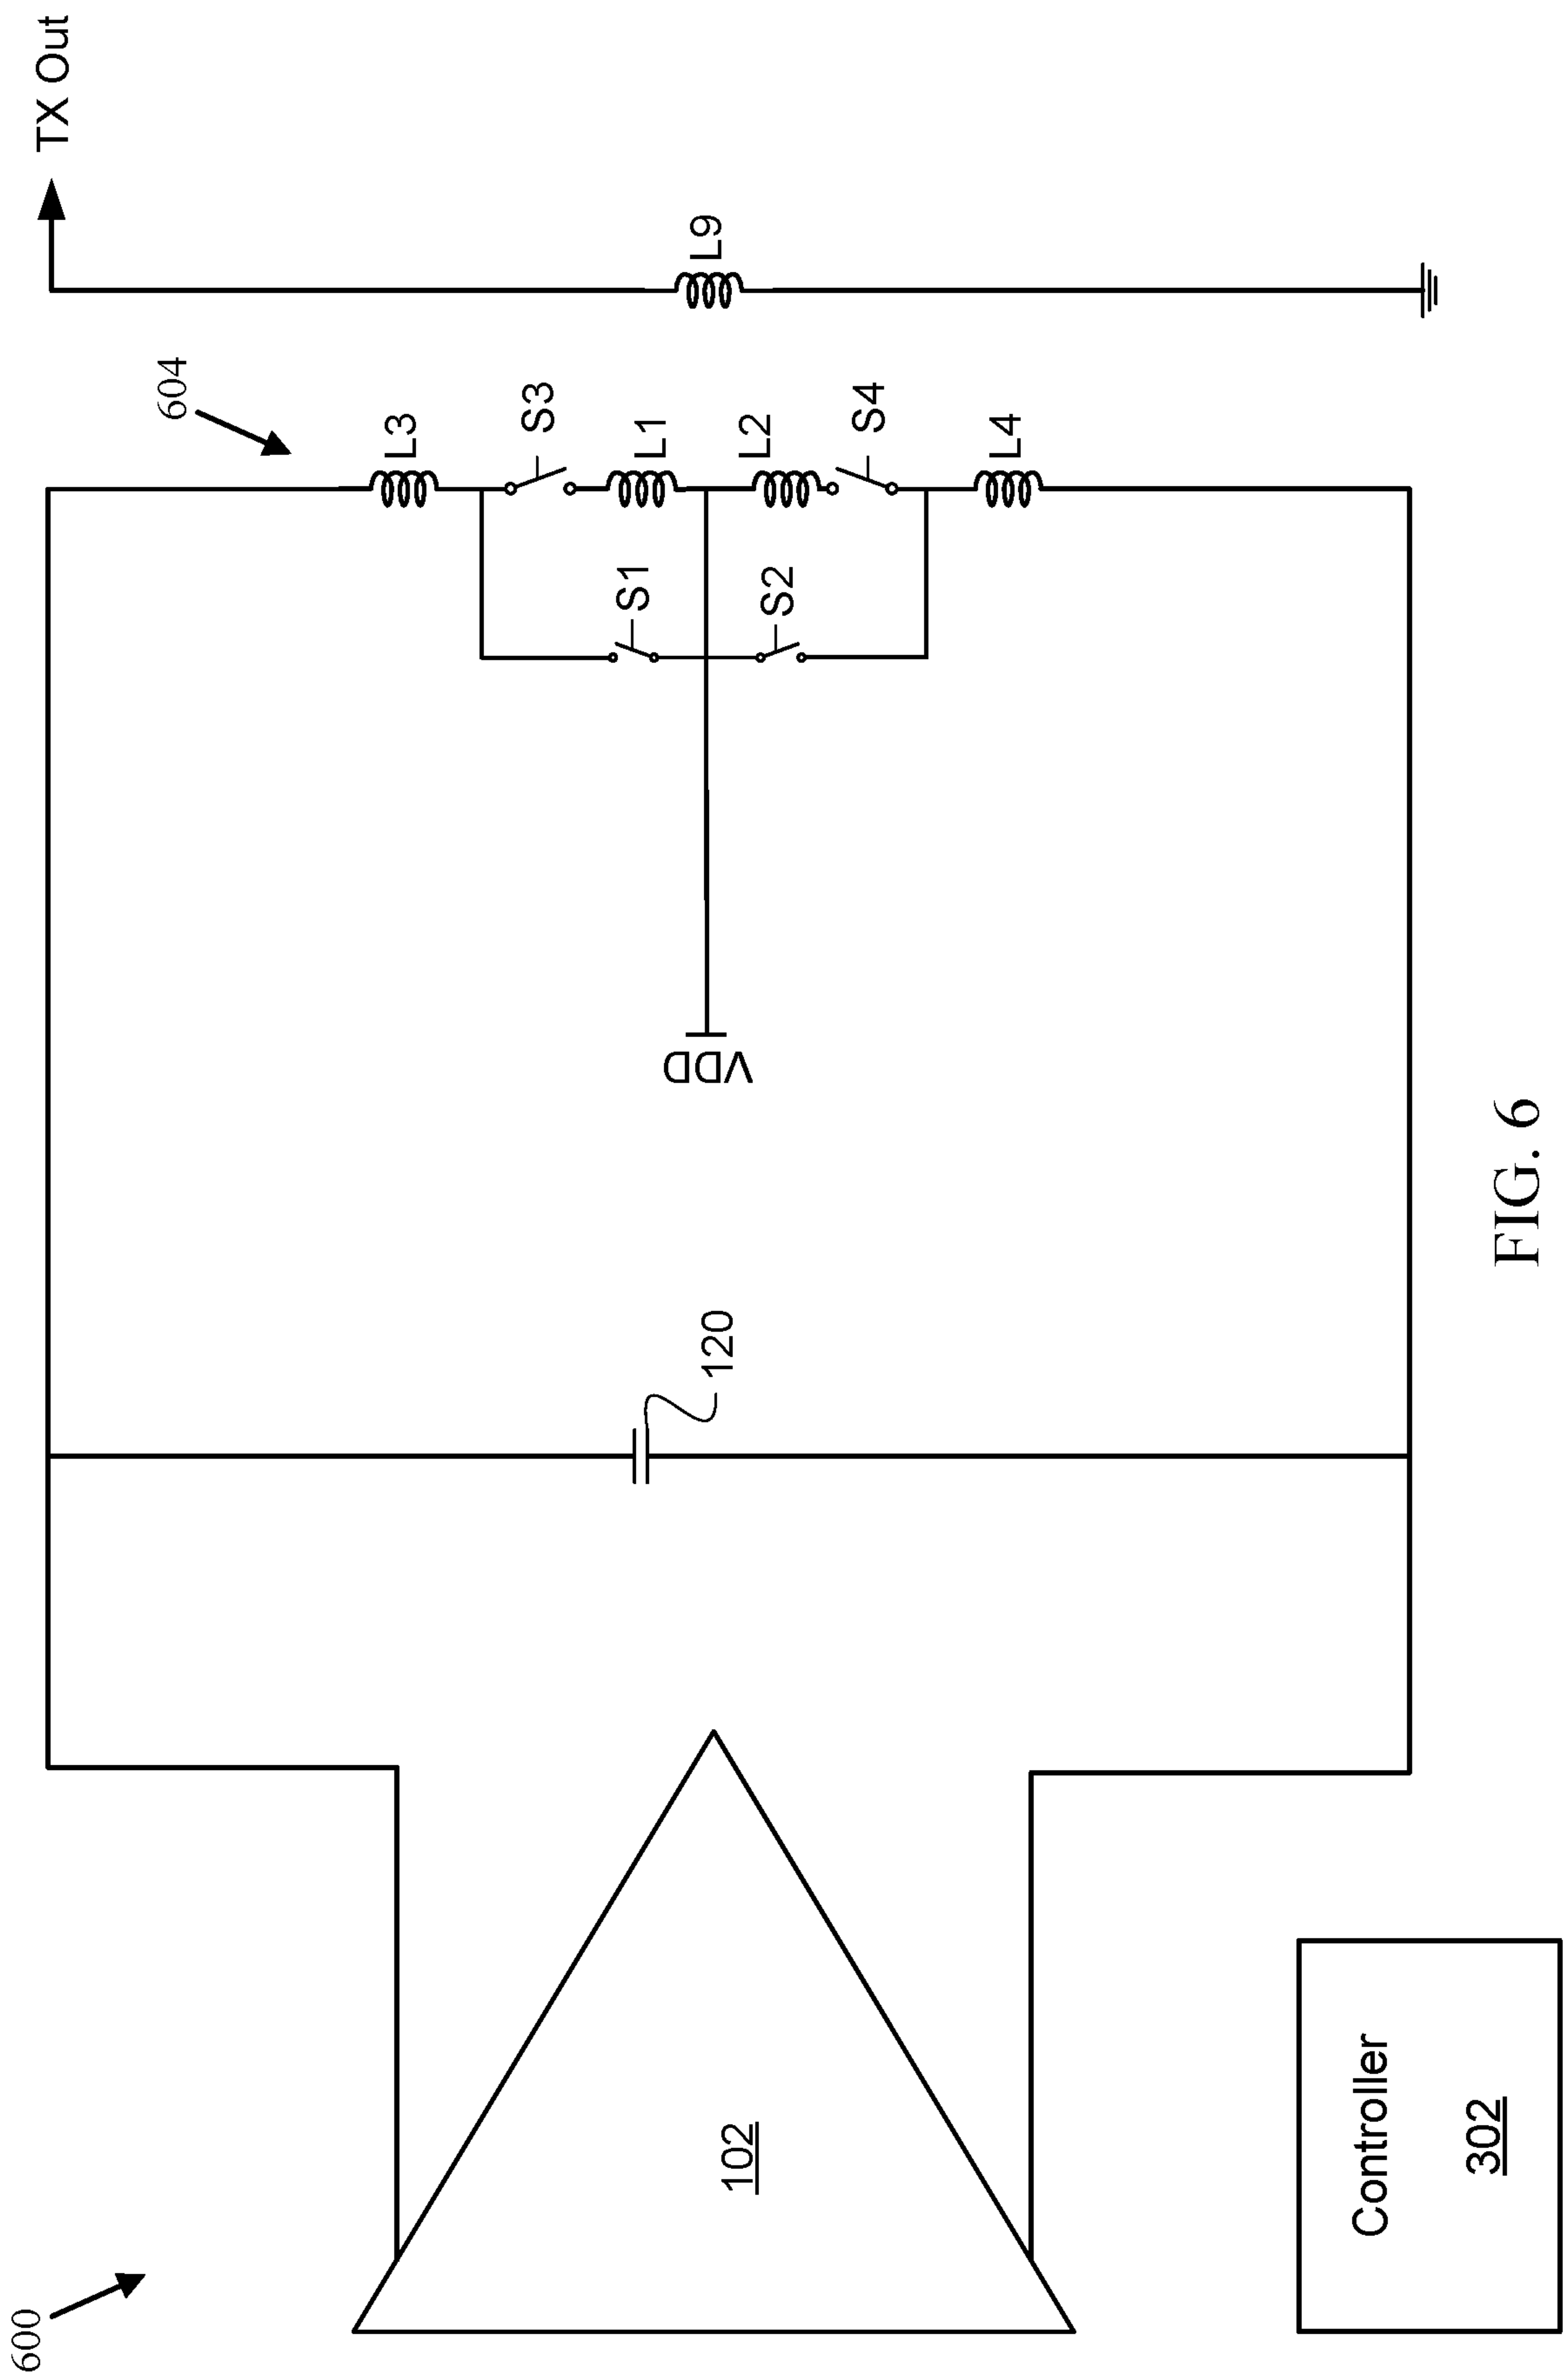 600
604
TX Out
L3
S3
L1
L9
L2
S4
L4
S1
S2
VDD
120
102
Controller
302
FIG. 6